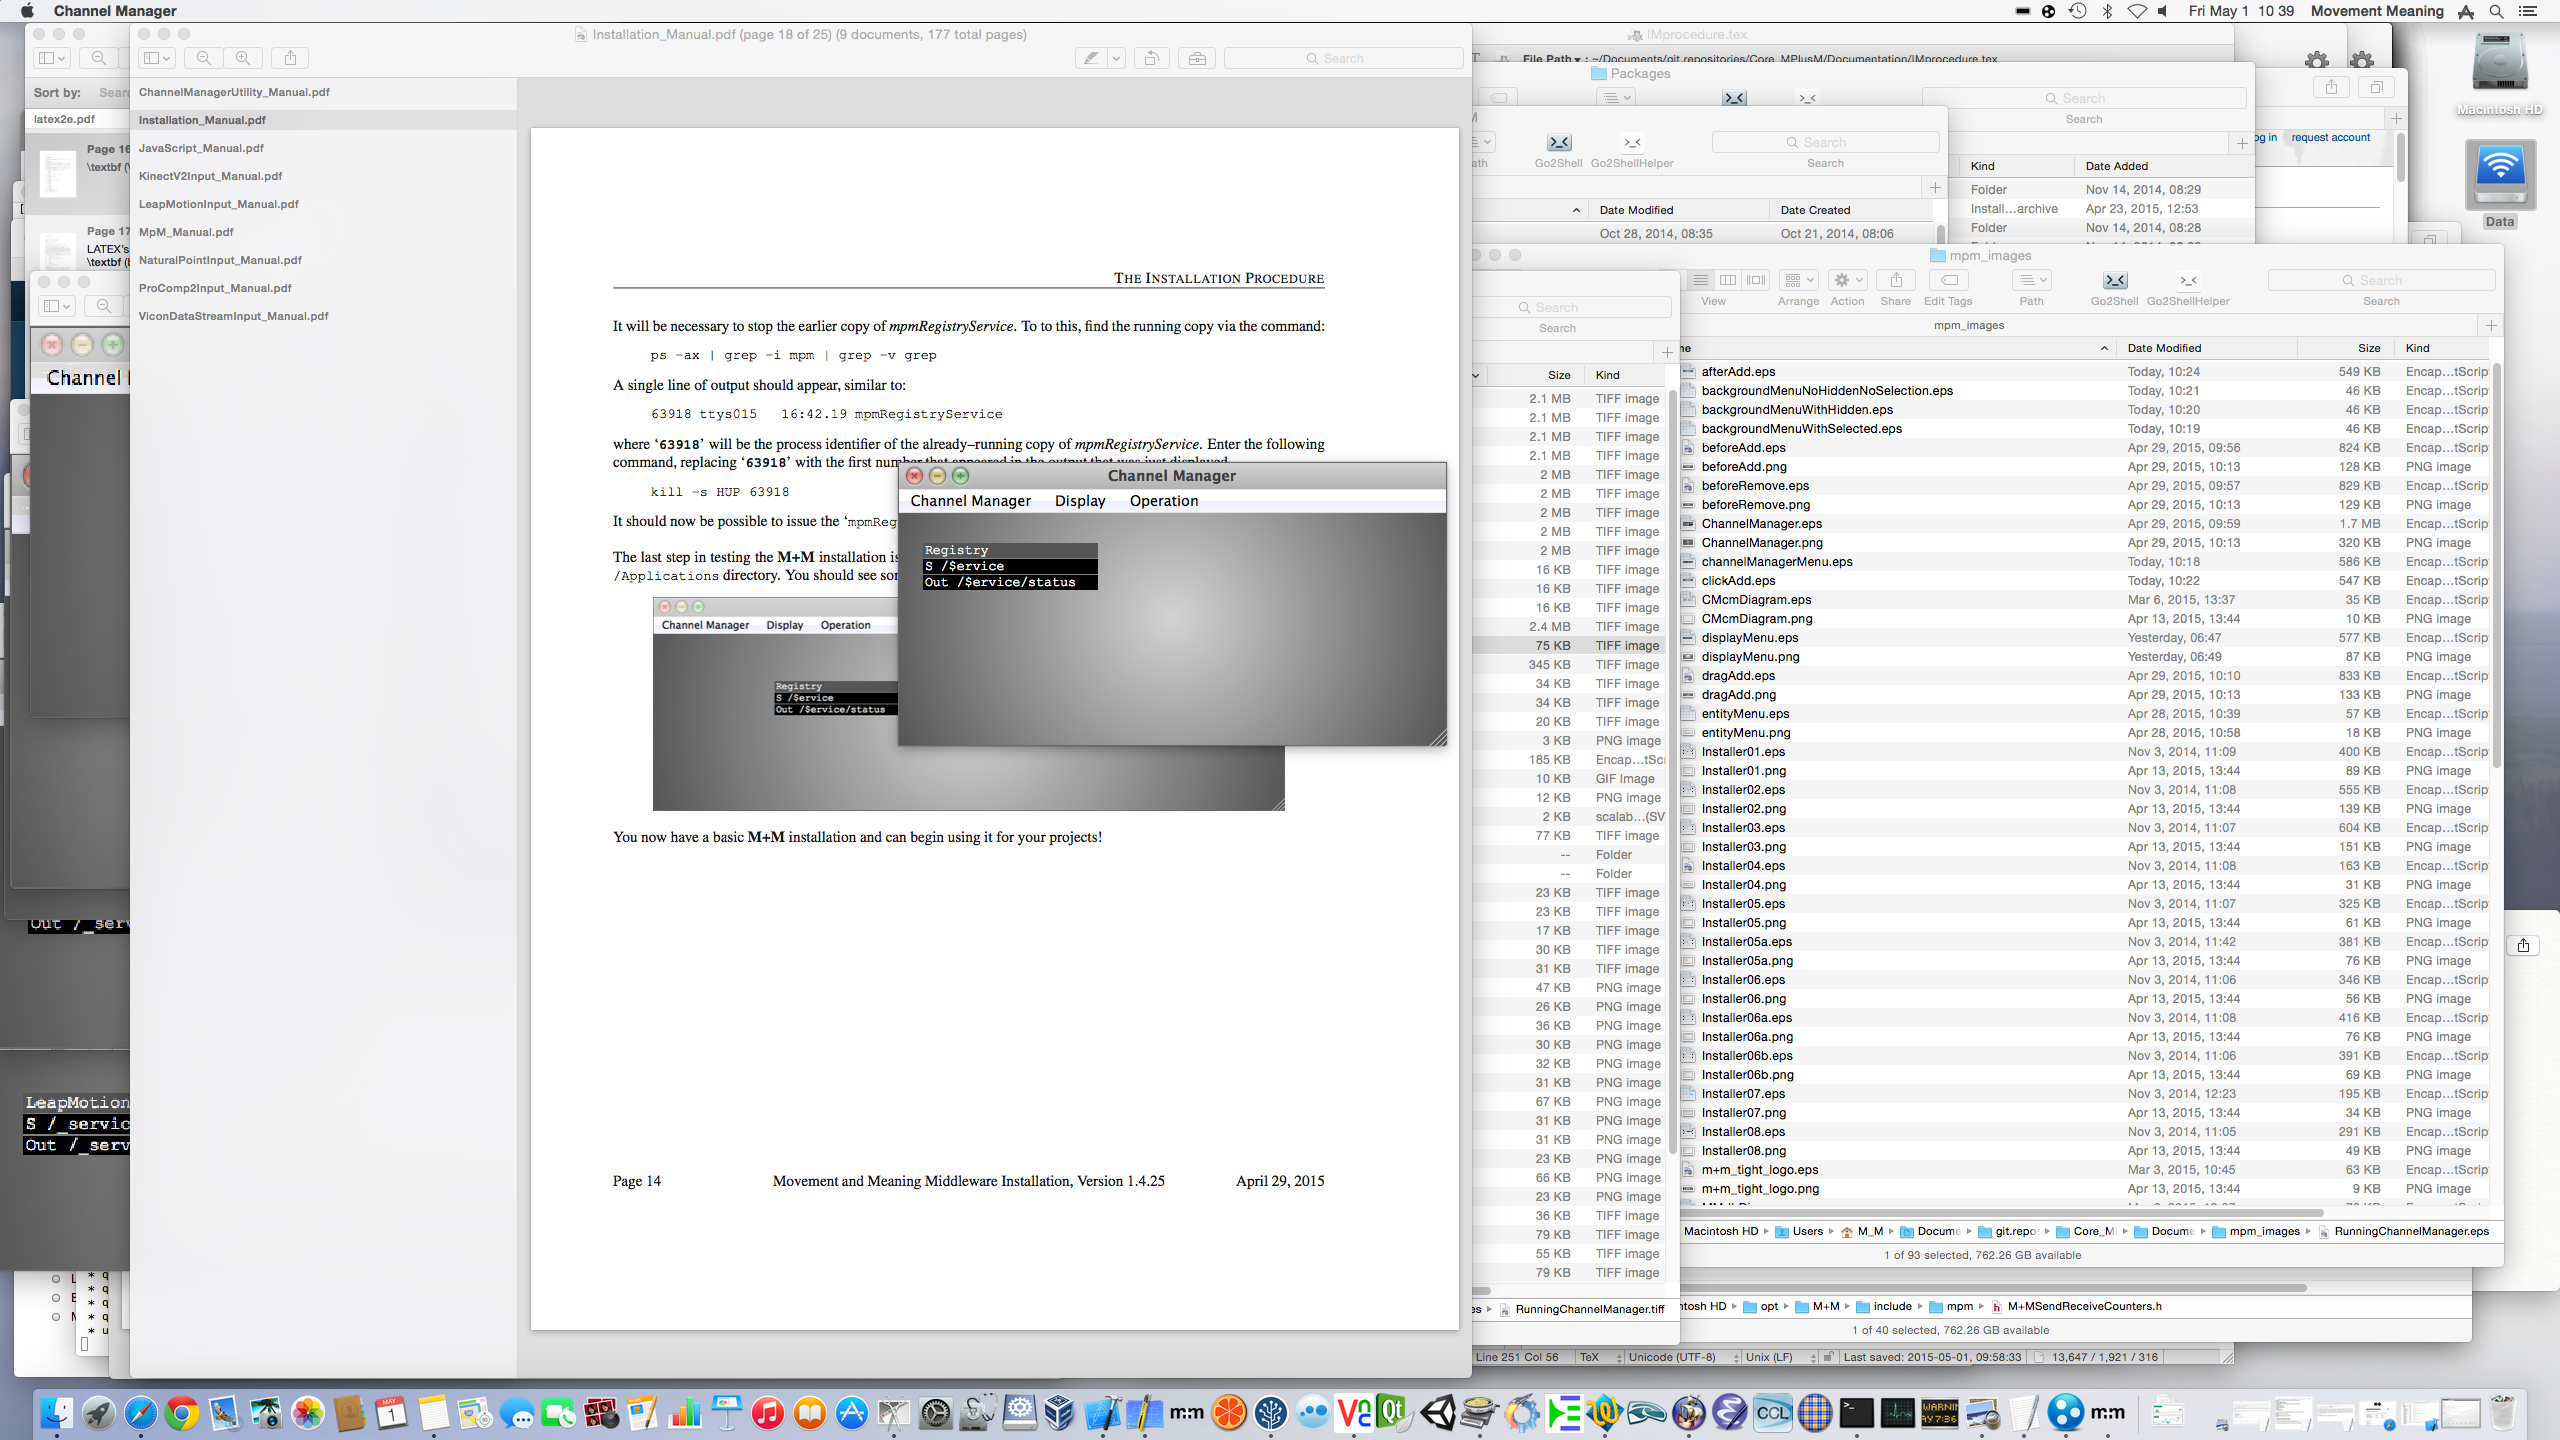 Channel Manager
Fri May 1 10 39 Movement Meaning
Installation_Manual.pdf (page 18 of 25) (9 documents, 177 total pages)
Search
Sort by:
latex2e.pdf
Page 16
Page 17
LATEX's
ChannelManagerUtility_Manual.pdf
Installation_Manual.pdf
JavaScript_Manual.pdf
KinectV2Input_Manual.pdf
LeapMotionInput_Manual.pdf
MpM_Manual.pdf
NaturalPointInput_Manual.pdf
ProComp2Input_Manual.pdf
ViconDataStreamInput_Manual.pdf
THE INSTALLATION PROCEDURE
It will be necessary to stop the earlier copy of mpmRegistryService. To to this, find the running copy via the command:
ps -ax | grep -i mpm | grep -v grep
A single line of output should appear, similar to:
63918 ttys015 16:42.19 mpmRegistryService
where ‘63918’ will be the process identifier of the already–running copy of mpmRegistryService. Enter the following
command, replacing ‘63918’ with the first number that appeared in the output that was just displayed
kill -s HUP 63918
It should now be possible to issue the ‘mpmReg
The last step in testing the M+M installation is
/Applications directory. You should see so
Channel Manager Display Operation
Registry
S /$ervice
Out /$ervice/status
Channel Manager
Channel Manager Display Operation
Registry
S /$ervice
Out /$ervice/status
You now have a basic M+M installation and can begin using it for your projects!
Page 14 Movement and Meaning Middleware Installation, Version 1.4.25 April 29, 2015
IMprocedure.tex
File Path ▾ : ~/Documents/git.repositories/Core_MPlusM/Documentation/IMprocedure.tex
Packages
Search
Search
Go2Shell Go2ShellHelper Search
request account
Kind Date Added
Folder Nov 14, 2014, 08:29
Install...archive Apr 23, 2015, 12:53
Folder Nov 14, 2014, 08:28
Date Modified Date Created
Oct 28, 2014, 08:35 Oct 21, 2014, 08:06
Macintosh HD
Data
mpm_images
View Arrange Action Share Edit Tags Path Go2Shell Go2ShellHelper Search
mpm_images
Date Modified Size Kind
afterAdd.eps Today, 10:24 549 KB Encap...tScrip
backgroundMenuNoHiddenNoSelection.eps Today, 10:21 46 KB Encap...tScrip
backgroundMenuWithHidden.eps Today, 10:20 46 KB Encap...tScrip
backgroundMenuWithSelected.eps Today, 10:19 46 KB Encap...tScrip
beforeAdd.eps Apr 29, 2015, 09:56 824 KB Encap...tScrip
beforeAdd.png Apr 29, 2015, 10:13 128 KB PNG image
beforeRemove.eps Apr 29, 2015, 09:57 829 KB Encap...tScrip
beforeRemove.png Apr 29, 2015, 10:13 129 KB PNG image
ChannelManager.eps Apr 29, 2015, 09:59 1.7 MB Encap...tScrip
ChannelManager.png Apr 29, 2015, 10:13 320 KB PNG image
channelManagerMenu.eps Today, 10:18 586 KB Encap...tScrip
clickAdd.eps Today, 10:22 547 KB Encap...tScrip
CMcmDiagram.eps Mar 6, 2015, 13:37 35 KB Encap...tScrip
CMcmDiagram.png Apr 13, 2015, 13:44 10 KB PNG image
displayMenu.eps Yesterday, 06:47 577 KB Encap...tScrip
displayMenu.png Yesterday, 06:49 87 KB PNG image
dragAdd.eps Apr 29, 2015, 10:10 833 KB Encap...tScrip
dragAdd.png Apr 29, 2015, 10:13 133 KB PNG image
entityMenu.eps Apr 28, 2015, 10:39 57 KB Encap...tScrip
entityMenu.png Apr 28, 2015, 10:58 18 KB PNG image
Installer01.eps Nov 3, 2014, 11:09 400 KB Encap...tScrip
Installer01.png Apr 13, 2015, 13:44 89 KB PNG image
Installer02.eps Nov 3, 2014, 11:08 555 KB Encap...tScrip
Installer02.png Apr 13, 2015, 13:44 139 KB PNG image
Installer03.eps Nov 3, 2014, 11:07 604 KB Encap...tScrip
Installer03.png Apr 13, 2015, 13:44 151 KB PNG image
Installer04.eps Nov 3, 2014, 11:08 163 KB Encap...tScrip
Installer04.png Apr 13, 2015, 13:44 31 KB PNG image
Installer05.eps Nov 3, 2014, 11:07 325 KB Encap...tScrip
Installer05.png Apr 13, 2015, 13:44 61 KB PNG image
Installer05a.eps Nov 3, 2014, 11:42 381 KB Encap...tScrip
Installer05a.png Apr 13, 2015, 13:44 76 KB PNG image
Installer06.eps Nov 3, 2014, 11:06 346 KB Encap...tScrip
Installer06.png Apr 13, 2015, 13:44 56 KB PNG image
Installer06a.eps Nov 3, 2014, 11:08 416 KB Encap...tScrip
Installer06a.png Apr 13, 2015, 13:44 76 KB PNG image
Installer06b.eps Nov 3, 2014, 11:06 391 KB Encap...tScrip
Installer06b.png Apr 13, 2015, 13:44 69 KB PNG image
Installer07.eps Nov 3, 2014, 12:23 195 KB Encap...tScrip
Installer07.png Apr 13, 2015, 13:44 34 KB PNG image
Installer08.eps Nov 3, 2014, 11:05 291 KB Encap...tScrip
Installer08.png Apr 13, 2015, 13:44 49 KB PNG image
m+m_tight_logo.eps Mar 3, 2015, 10:45 63 KB Encap...tScrip
m+m_tight_logo.png Apr 13, 2015, 13:44 9 KB PNG image
Macintosh HD Users M_M Docume git.repo Core_M Docume mpm_images RunningChannelManager.eps
1 of 93 selected, 762.26 GB available
Search
Search
Size Kind
2.1 MB TIFF image
2.1 MB TIFF image
2.1 MB TIFF image
2.1 MB TIFF image
2 MB TIFF image
2 MB TIFF image
2 MB TIFF image
2 MB TIFF image
2 MB TIFF image
16 KB TIFF image
16 KB TIFF image
16 KB TIFF image
2.4 MB TIFF image
75 KB TIFF image
345 KB TIFF image
34 KB TIFF image
34 KB TIFF image
20 KB TIFF image
3 KB PNG image
185 KB Encap...tSc
10 KB GIF Image
12 KB PNG image
2 KB scalab...(SV
77 KB TIFF image
-- Folder
-- Folder
23 KB TIFF image
23 KB TIFF image
17 KB TIFF image
30 KB TIFF image
31 KB TIFF image
47 KB PNG image
26 KB PNG image
36 KB PNG image
30 KB PNG image
32 KB PNG image
31 KB PNG image
67 KB PNG image
31 KB PNG image
31 KB PNG image
23 KB PNG image
66 KB PNG image
23 KB PNG image
36 KB TIFF image
79 KB TIFF image
55 KB TIFF image
79 KB TIFF image
RunningChannelManager.tiff
ntosh HD opt M+M include mpm M+MSendReceiveCounters.h
1 of 40 selected, 762.26 GB available
Line 251 Col 56 TeX Unicode (UTF-8) Unix (LF) Last saved: 2015-05-01, 09:58:33 13,647 / 1,921 / 316
Out /_serv
LeapMotion
S /_servic
Out /_serv